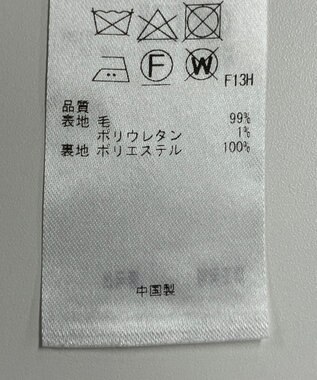 F
W
F13H
品質
表地 毛 99%
ポリウレタン 1%
裏地 ポリエステル 100%
中国製